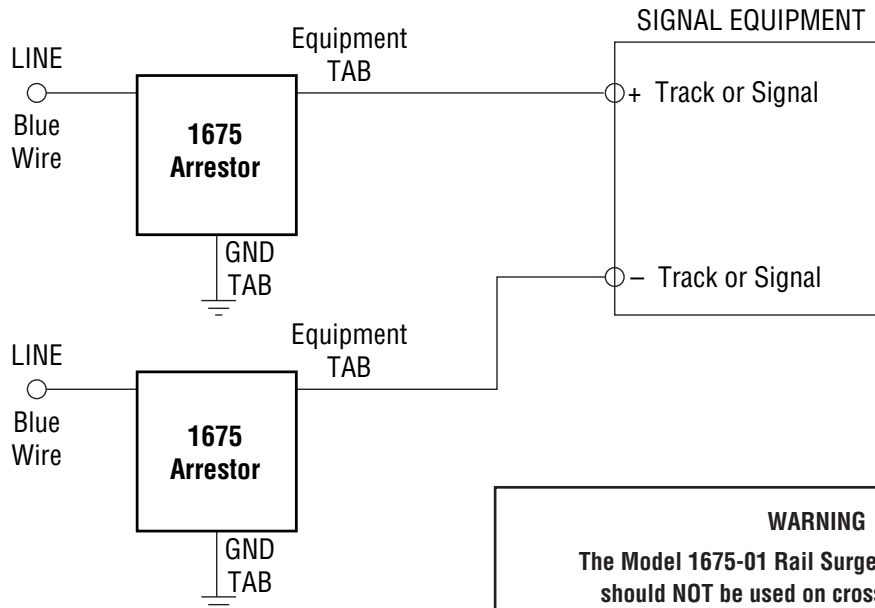 SIGNAL EQUIPMENT
LINE
Blue
Wire
1675
Arrestor
Equipment
TAB
GND
TAB
+ Track or Signal
– Track or Signal
LINE
Blue
Wire
1675
Arrestor
Equipment
TAB
GND
TAB
WARNING
The Model 1675-01 Rail Surge
should NOT be used on